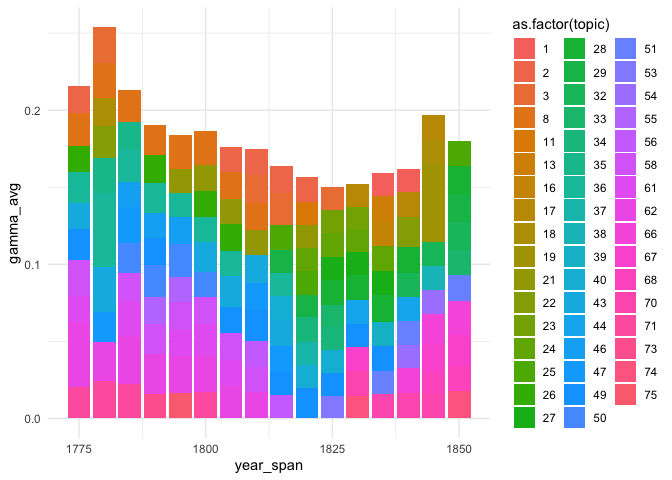 as.factor(topic)
1 28 51
2 29 53
3 32 54
8 33 55
11 34 56
13 35 58
16 36 61
17 37 62
18 38 66
19 39 67
21 40 68
22 43 70
23 44 71
24 46 73
25 47 74
26 49 75
27 50
0.2
0.1
0.0
gamma_avg
1775 1800 1825 1850
year_span